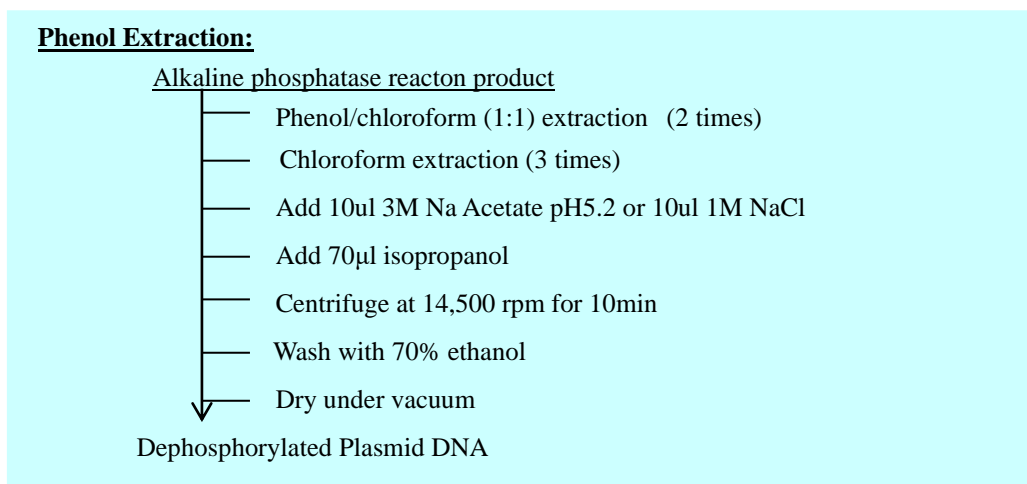 Phenol Extraction:
Alkaline phosphatase reacton product
Phenol/chloroform (1:1) extraction (2 times)
Chloroform extraction (3 times)
Add 10ul 3M Na Acetate pH5.2 or 10ul 1M NaCl
Add 70μl isopropanol
Centrifuge at 14,500 rpm for 10min
Wash with 70% ethanol
Dry under vacuum
Dephosphorylated Plasmid DNA